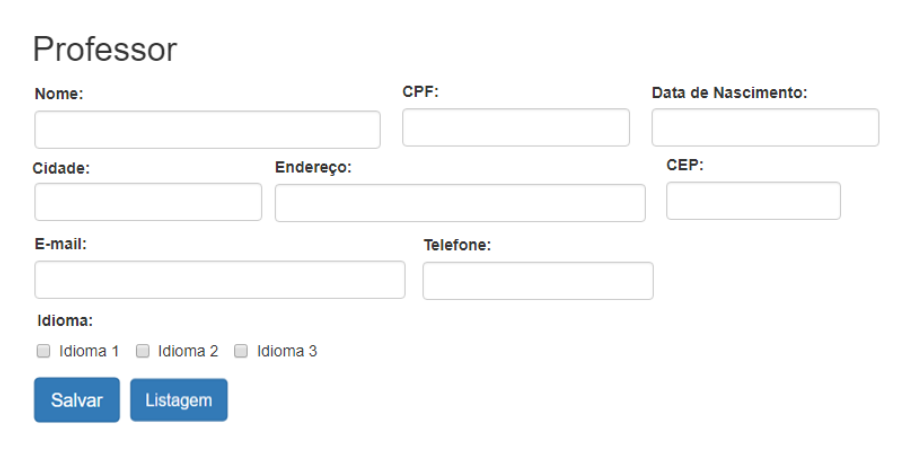 Professor
Nome: CPF: Data de Nascimento:
Cidade: Endereço: CEP:
E-mail: Telefone:
Idioma:
Idioma 1 Idioma 2 Idioma 3
Salvar Listagem